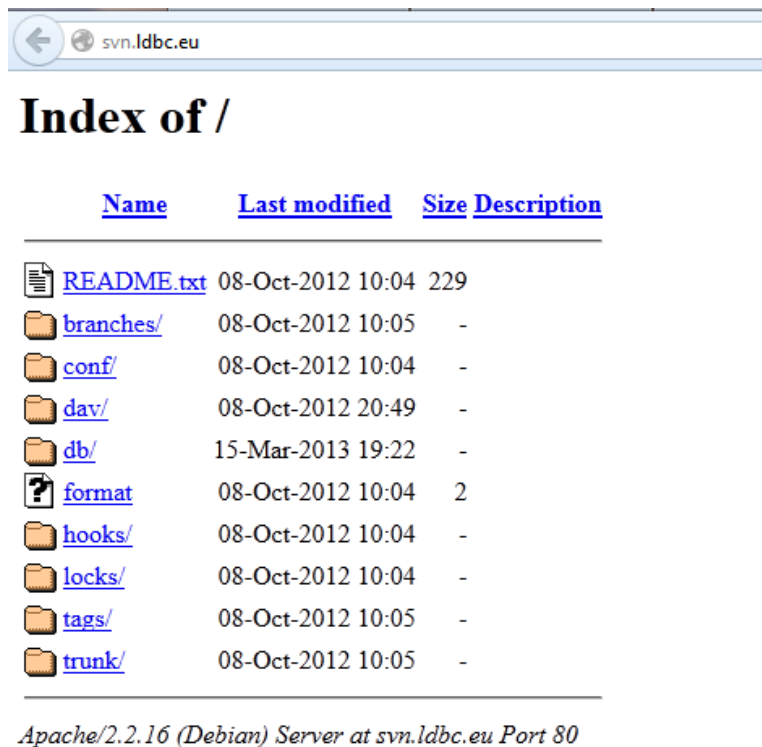 svn.ldbc.eu
Index of /
Name Last modified Size Description
README.txt 08-Oct-2012 10:04 229
branches/ 08-Oct-2012 10:05 -
conf/ 08-Oct-2012 10:04 -
dav/ 08-Oct-2012 20:49 -
db/ 15-Mar-2013 19:22 -
format 08-Oct-2012 10:04 2
hooks/ 08-Oct-2012 10:04 -
locks/ 08-Oct-2012 10:04 -
tags/ 08-Oct-2012 10:05 -
trunk/ 08-Oct-2012 10:05 -
Apache/2.2.16 (Debian) Server at svn.ldbc.eu Port 80